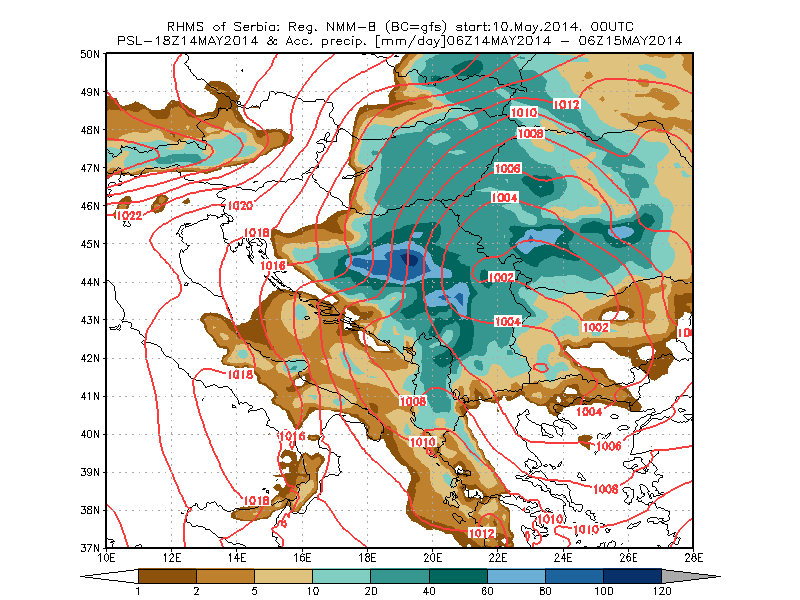 RHMS of Serbia: Reg. NMM-B (BC=gfs) start:10.May.2014. 00UTC
PSL-18Z14MAY2014 & Acc. precip. [mm/day]06Z14MAY2014 - 06Z15MAY2014
50N
49N
1012
1010
48N
1008
47N
1006
46N
1004
1020
1022
45N
1018
1016
44N
1002
43N
1004
1002
42N
1018
41N
1008
1004
40N
1016
1010
1006
39N
1008
38N
1018
1010
1010
1012
37N
10E 12E 14E 16E 18E 20E 22E 24E 26E 28E
1 2 5 10 20 40 60 80 100 120